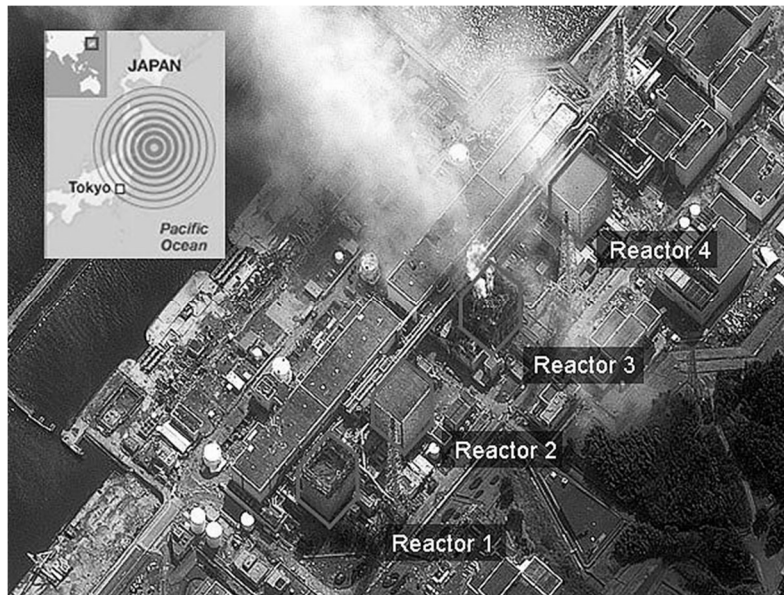 JAPAN
Tokyo
Pacific
Ocean
Reactor 4
Reactor 3
Reactor 2
Reactor 1